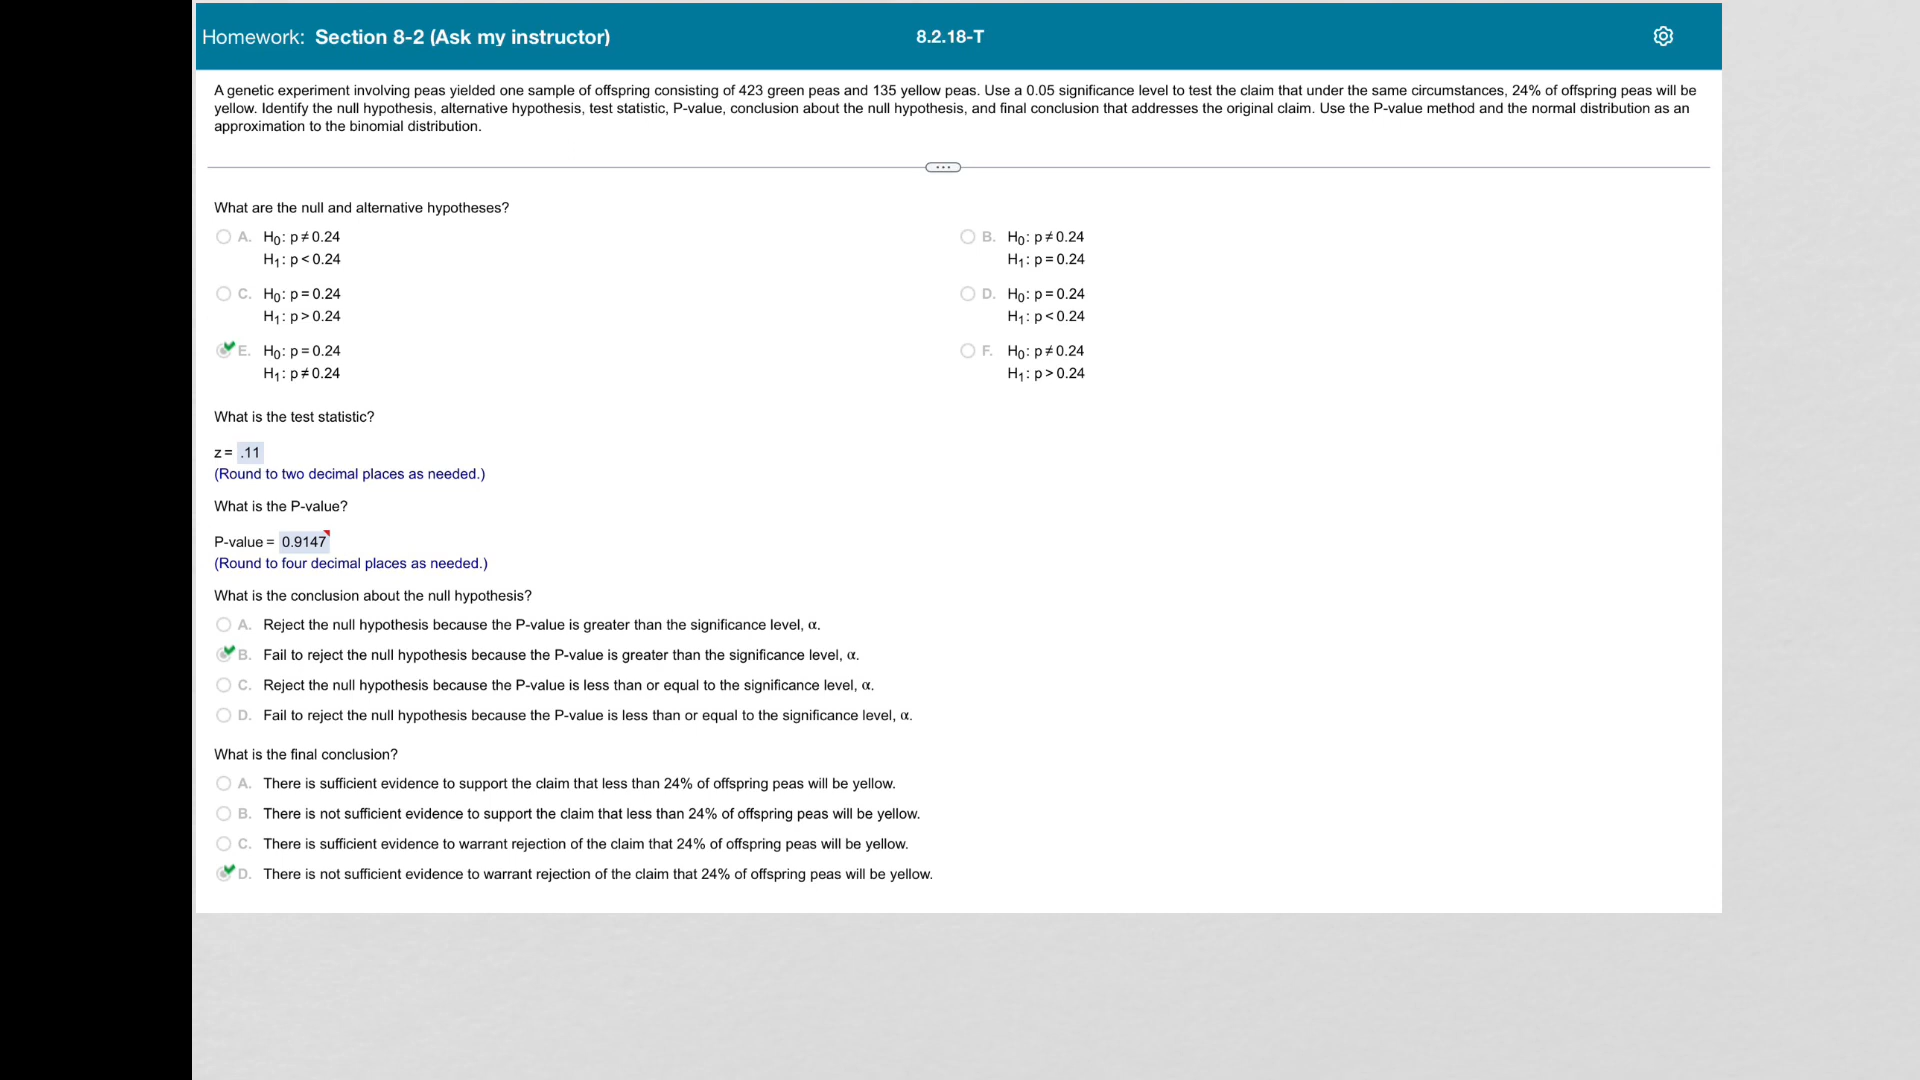 Homework: Section 8-2 (Ask my instructor) 8.2.18-T
A genetic experiment involving peas yielded one sample of offspring consisting of 423 green peas and 135 yellow peas. Use a 0.05 significance level to test the claim that under the same circumstances, 24% of offspring peas will be
yellow. Identify the null hypothesis, alternative hypothesis, test statistic, P-value, conclusion about the null hypothesis, and final conclusion that addresses the original claim. Use the P-value method and the normal distribution as an
approximation to the binomial distribution.
What are the null and alternative hypotheses?
A. H₀: p ≠ 0.24
H₁: p < 0.24
B. H₀: p ≠ 0.24
H₁: p = 0.24
C. H₀: p = 0.24
H₁: p > 0.24
D. H₀: p = 0.24
H₁: p < 0.24
E. H₀: p = 0.24
H₁: p ≠ 0.24
F. H₀: p ≠ 0.24
H₁: p > 0.24
What is the test statistic?
z = .11
(Round to two decimal places as needed.)
What is the P-value?
P-value = 0.9147
(Round to four decimal places as needed.)
What is the conclusion about the null hypothesis?
A. Reject the null hypothesis because the P-value is greater than the significance level, α.
B. Fail to reject the null hypothesis because the P-value is greater than the significance level, α.
C. Reject the null hypothesis because the P-value is less than or equal to the significance level, α.
D. Fail to reject the null hypothesis because the P-value is less than or equal to the significance level, α.
What is the final conclusion?
A. There is sufficient evidence to support the claim that less than 24% of offspring peas will be yellow.
B. There is not sufficient evidence to support the claim that less than 24% of offspring peas will be yellow.
C. There is sufficient evidence to warrant rejection of the claim that 24% of offspring peas will be yellow.
D. There is not sufficient evidence to warrant rejection of the claim that 24% of offspring peas will be yellow.